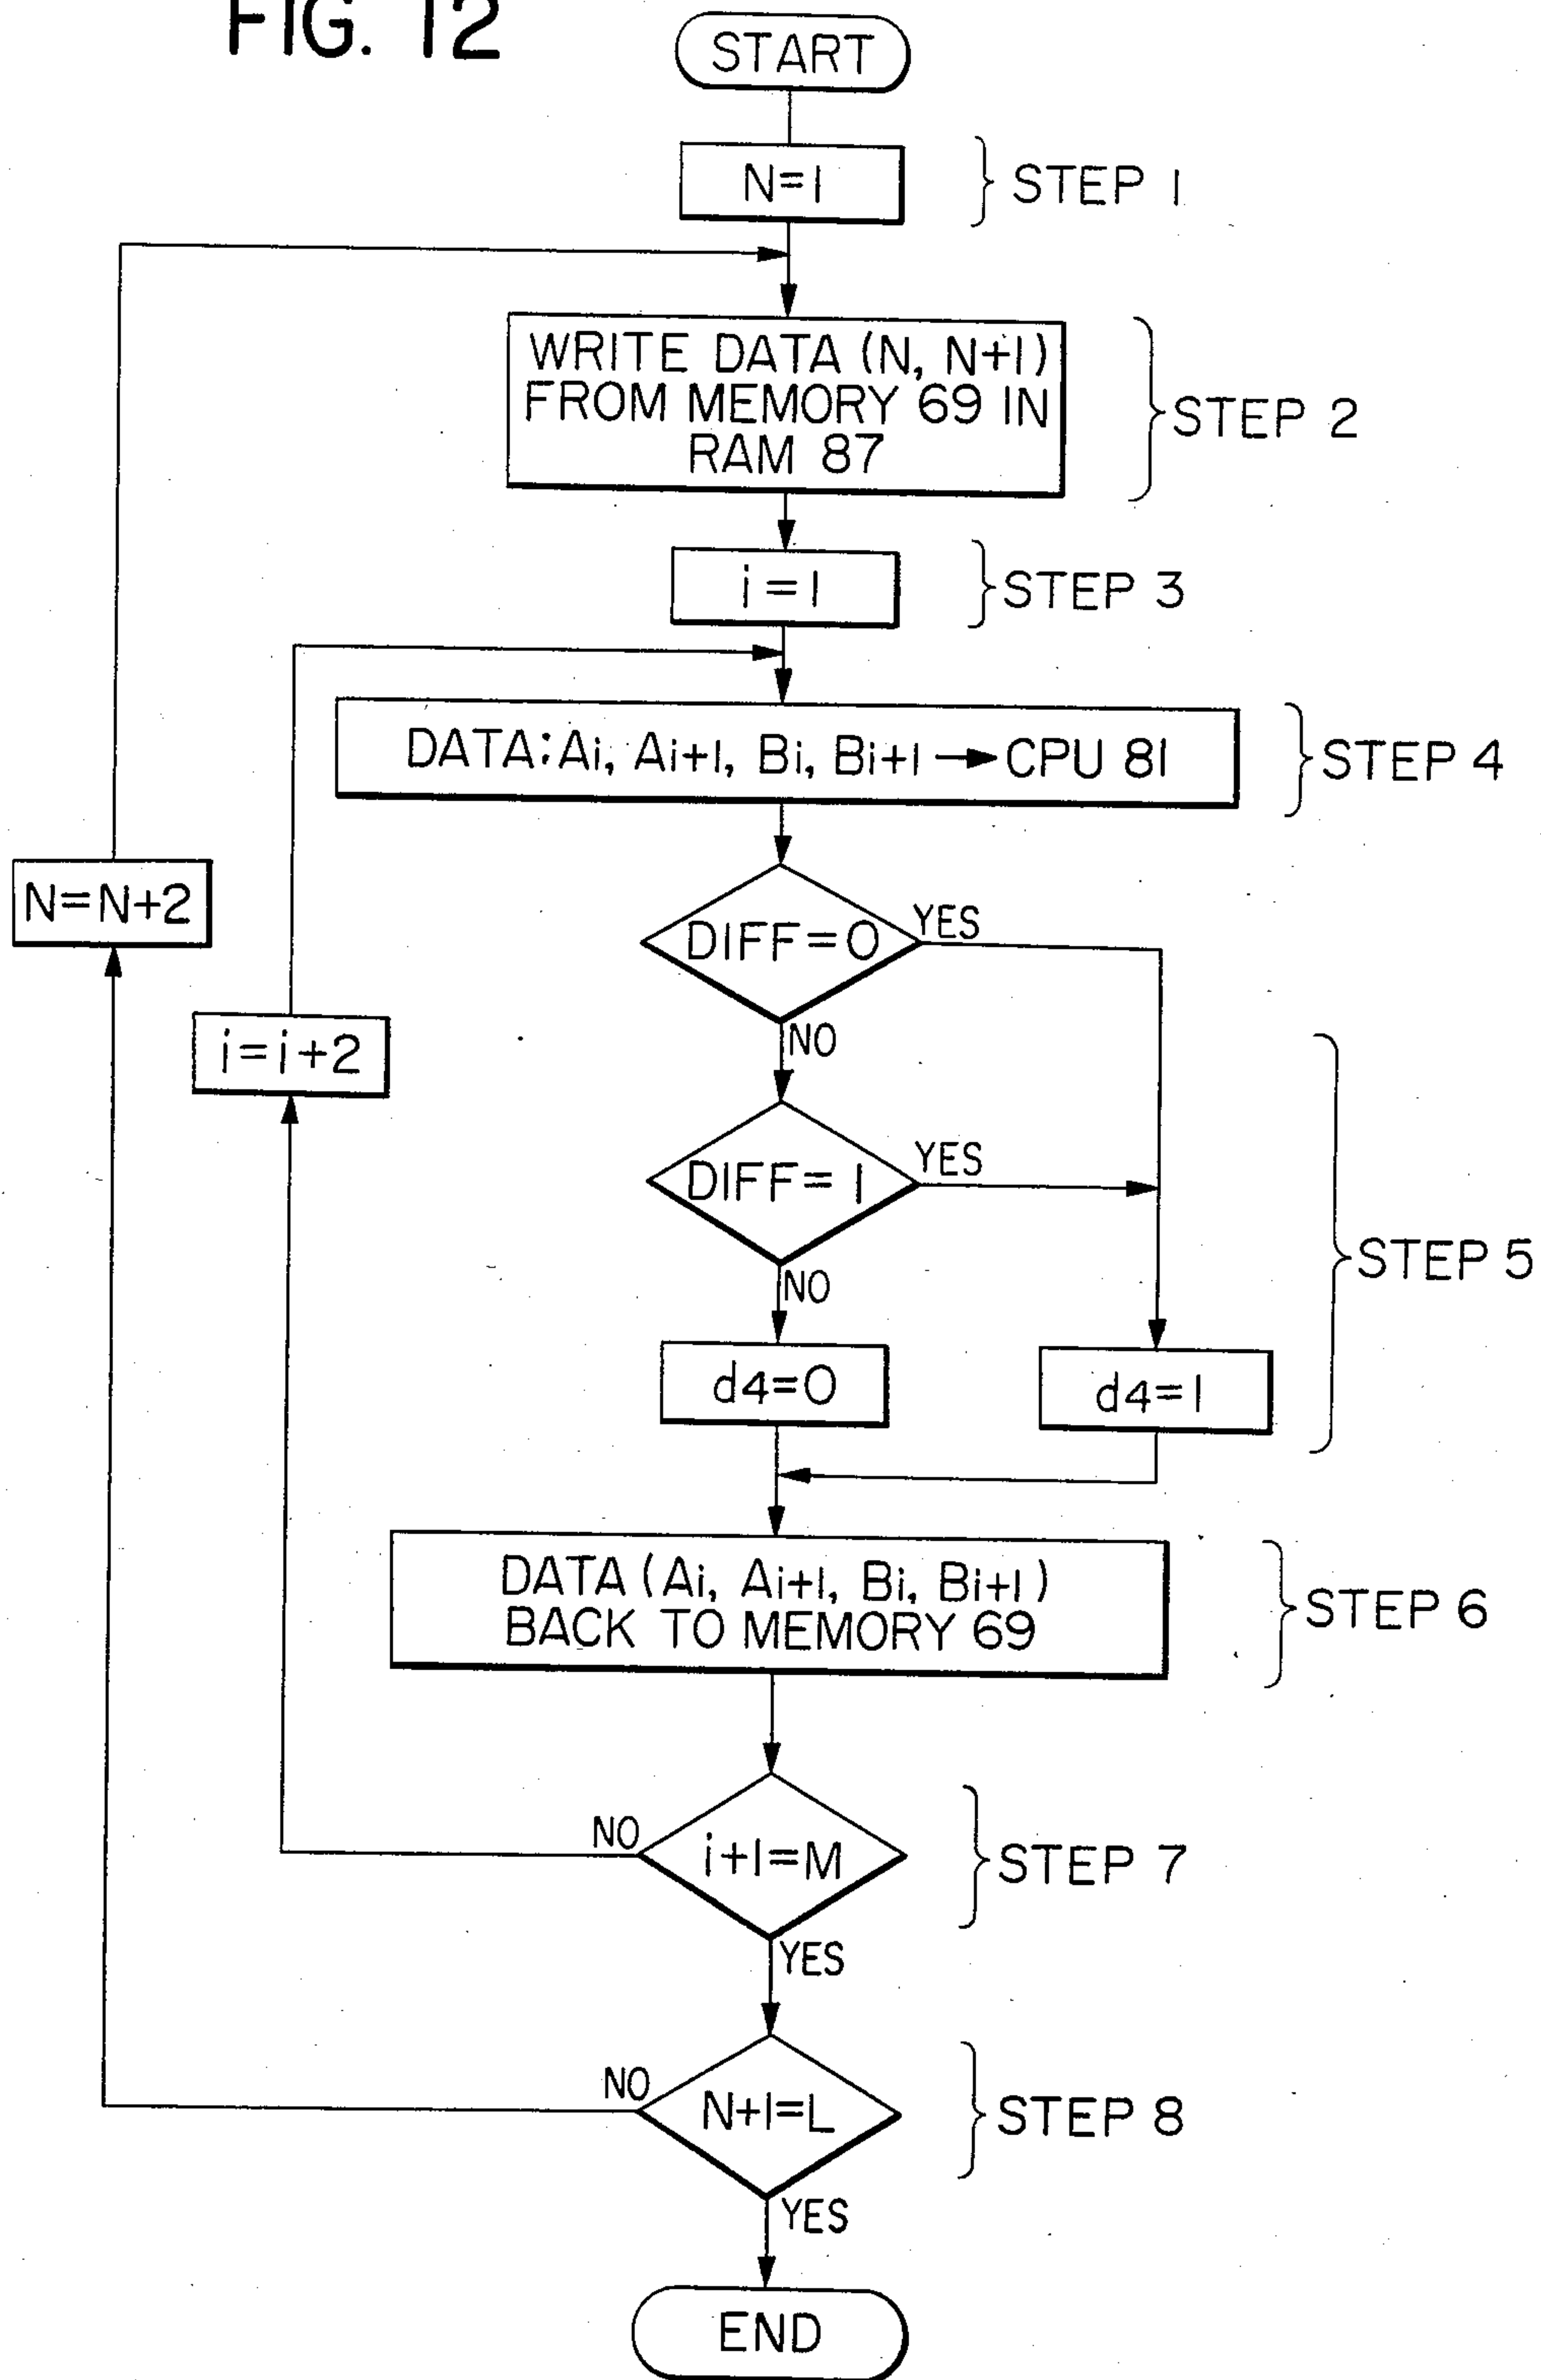 FIG. 12
START
N=1
STEP 1
WRITE DATA (N, N+1)
FROM MEMORY 69 IN
RAM 87
STEP 2
i=1
STEP 3
DATA: Ai, Ai+1, Bi, Bi+1 → CPU 81
STEP 4
N=N+2
DIFF=0
YES
NO
i=i+2
DIFF=1
YES
NO
STEP 5
d4=0
d4=1
DATA (Ai, Ai+1, Bi, Bi+1)
BACK TO MEMORY 69
STEP 6
NO
i+1=M
STEP 7
YES
NO
N+1=L
STEP 8
YES
END